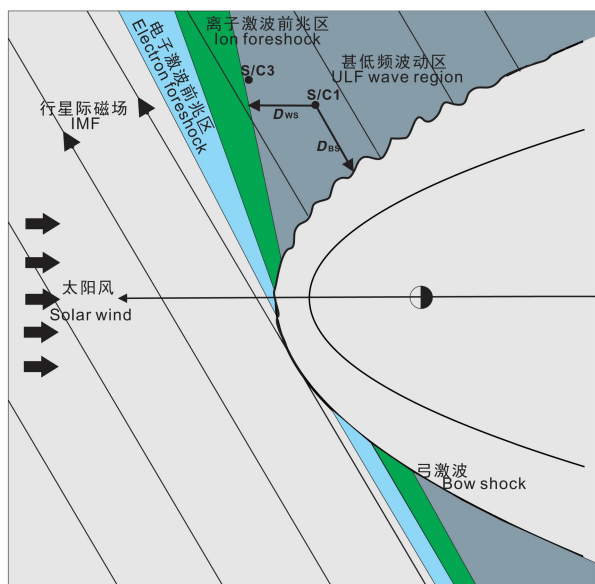 电子激波前兆区
Electron foreshock
离子激波前兆区
Ion foreshock
甚低频波动区
ULF wave region
S/C3
S/C1
DWS
DBS
行星际磁场
IMF
太阳风
Solar wind
弓激波
Bow shock